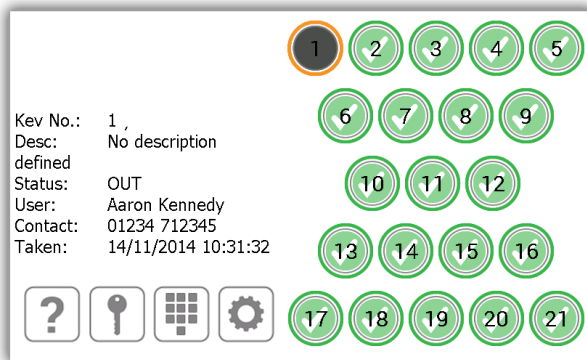 1 2 3 4 5
6 7 8 9
Kev No.: 1 ,
Desc: No description
defined
Status: OUT
User: Aaron Kennedy
Contact: 01234 712345
Taken: 14/11/2014 10:31:32
10 11 12
13 14 15 16
?
17 18 19 20 21